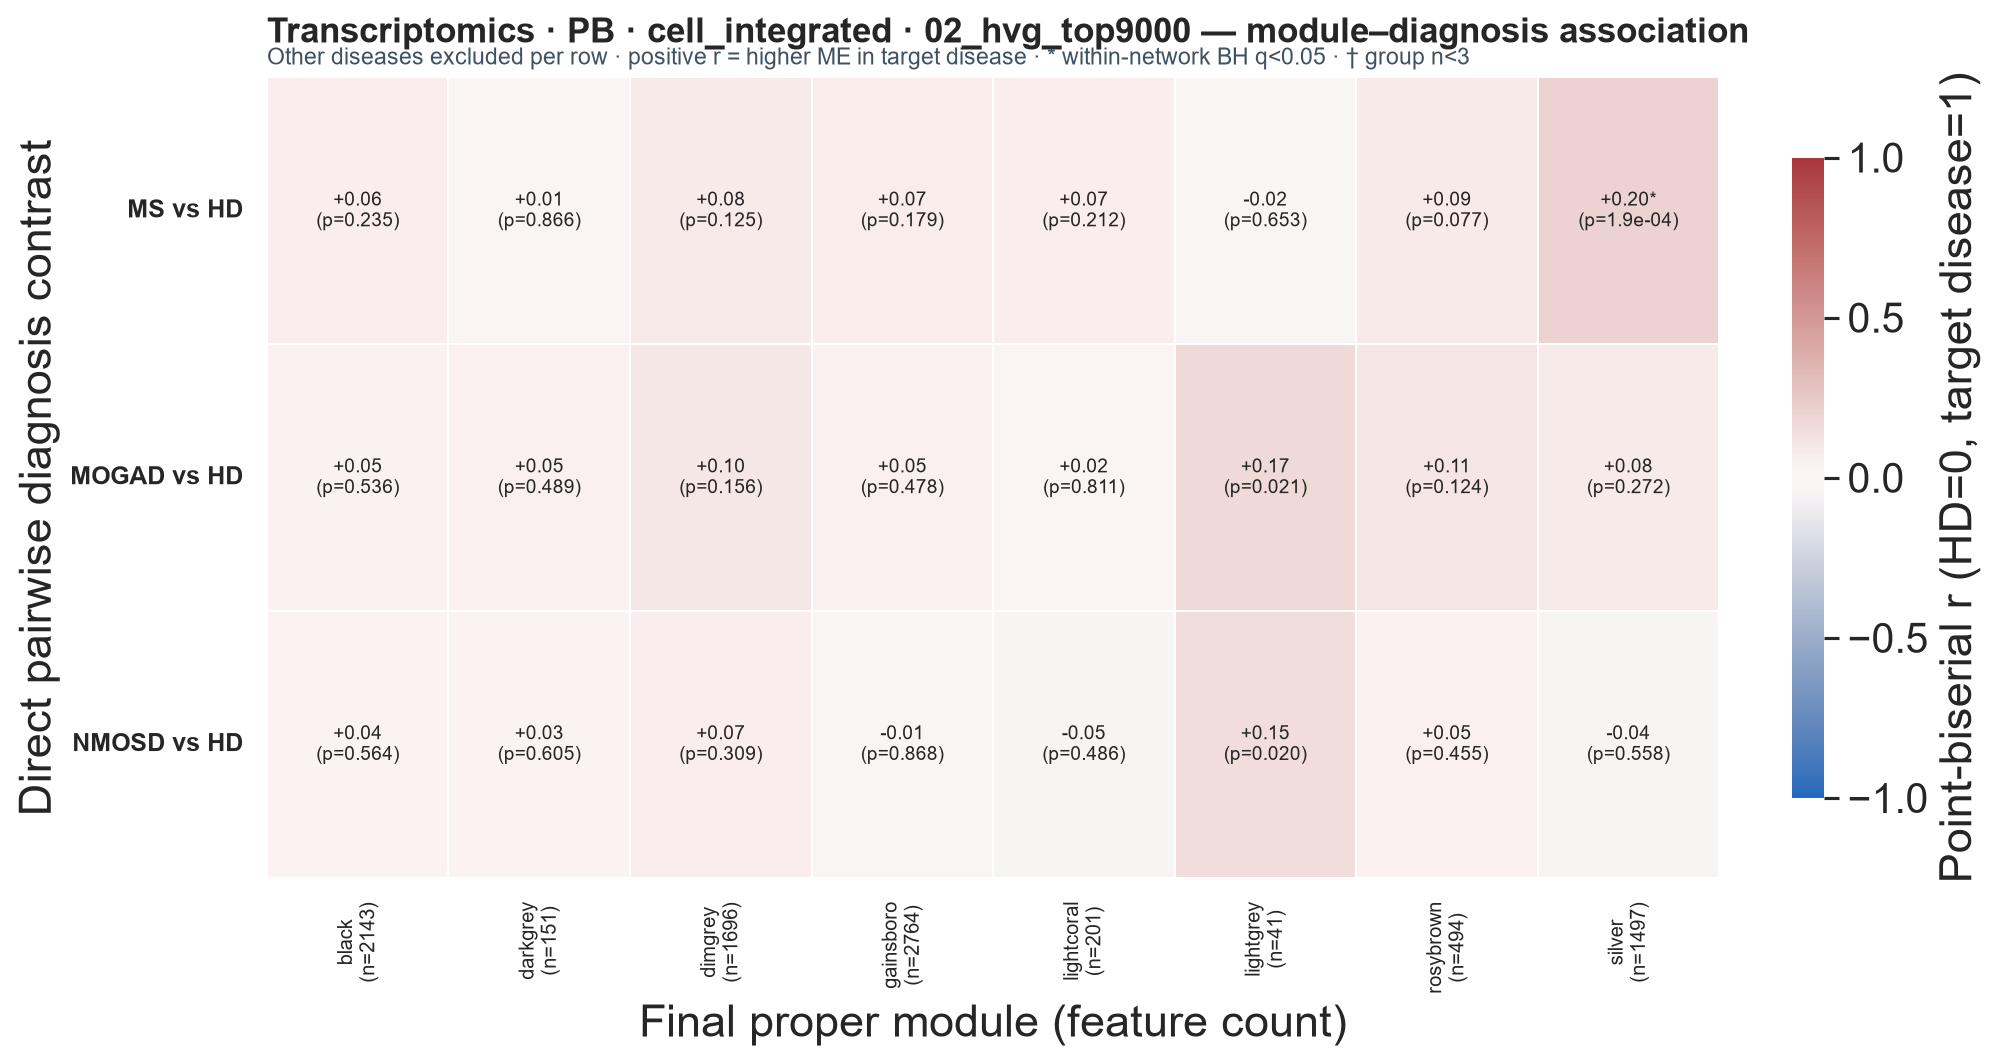 Transcriptomics · PB · cell_integrated · 02_hvg_top9000 — module–diagnosis association
Other diseases excluded per row · positive r = higher ME in target disease · * within-network BH q<0.05 · † group n<3
Direct pairwise diagnosis contrast
MS vs HD
+0.06
(p=0.235)
+0.01
(p=0.866)
+0.08
(p=0.125)
+0.07
(p=0.179)
+0.07
(p=0.212)
-0.02
(p=0.653)
+0.09
(p=0.077)
+0.20*
(p=1.9e-04)
MOGAD vs HD
+0.05
(p=0.536)
+0.05
(p=0.489)
+0.10
(p=0.156)
+0.05
(p=0.478)
+0.02
(p=0.811)
+0.17
(p=0.021)
+0.11
(p=0.124)
+0.08
(p=0.272)
NMOSD vs HD
+0.04
(p=0.564)
+0.03
(p=0.605)
+0.07
(p=0.309)
-0.01
(p=0.868)
-0.05
(p=0.486)
+0.15
(p=0.020)
+0.05
(p=0.455)
-0.04
(p=0.558)
black
(n=2143)
darkgrey
(n=151)
dimgrey
(n=1696)
gainsboro
(n=2764)
lightcoral
(n=201)
lightgrey
(n=41)
rosybrown
(n=494)
silver
(n=1497)
Final proper module (feature count)
1.0
0.5
0.0
−0.5
−1.0
Point-biserial r (HD=0, target disease=1)